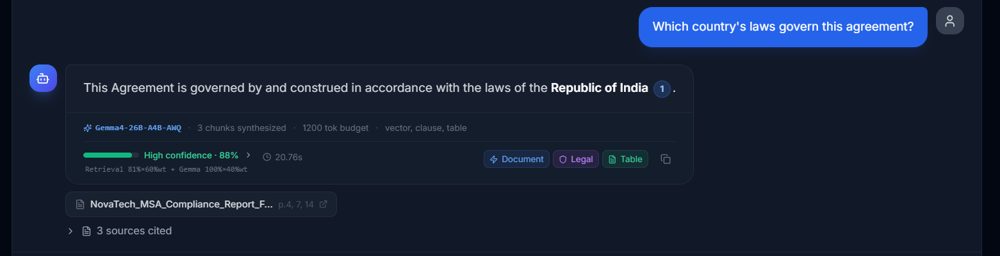 Which country's laws govern this agreement?
This Agreement is governed by and construed in accordance with the laws of the Republic of India 1 .
Gemma4-26B-A4B-AWQ · 3 chunks synthesized · 1200 tok budget · vector, clause, table
High confidence · 88% 20.76s Document Legal Table
Retrieval 81%×60%wt + Gemma 100%×40%wt
NovaTech_MSA_Compliance_Report_F... p.4, 7, 14
3 sources cited